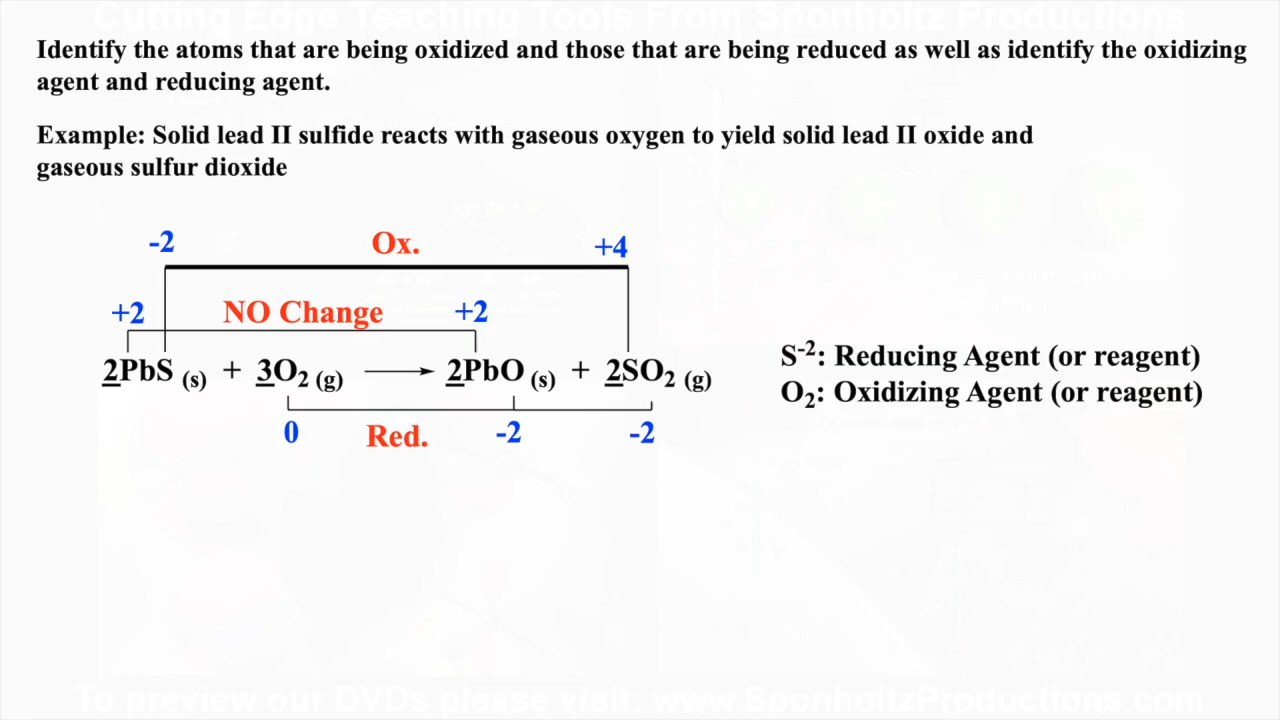 Cutting Edge Teaching Tools From Sponholtz Productions
Identify the atoms that are being oxidized and those that are being reduced as well as identify the oxidizing
agent and reducing agent.
Example: Solid lead II sulfide reacts with gaseous oxygen to yield solid lead II oxide and
gaseous sulfur dioxide
-2 Ox. +4
+2 NO Change +2
2PbS (s) + 3O2 (g) → 2PbO (s) + 2SO2 (g)
0 Red. -2 -2
S-2: Reducing Agent (or reagent)
O2: Oxidizing Agent (or reagent)
To preview our DVDs please visit: www.SponholtzProductions.com